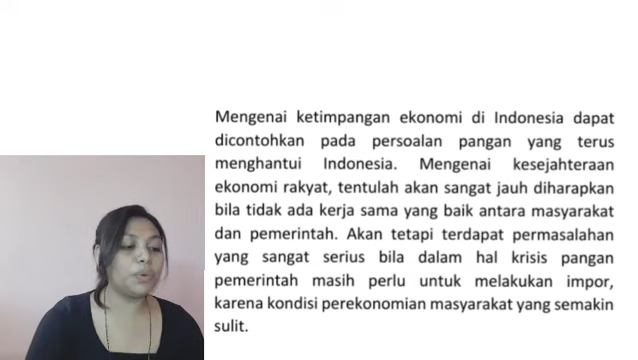 Mengenai ketimpangan ekonomi di Indonesia dapat
dicontohkan pada persoalan pangan yang terus
menghantui Indonesia. Mengenai kesejahteraan
ekonomi rakyat, tentulah akan sangat jauh diharapkan
bila tidak ada kerja sama yang baik antara masyarakat
dan pemerintah. Akan tetapi terdapat permasalahan
yang sangat serius bila dalam hal krisis pangan
pemerintah masih perlu untuk melakukan impor,
karena kondisi perekonomian masyarakat yang semakin
sulit.